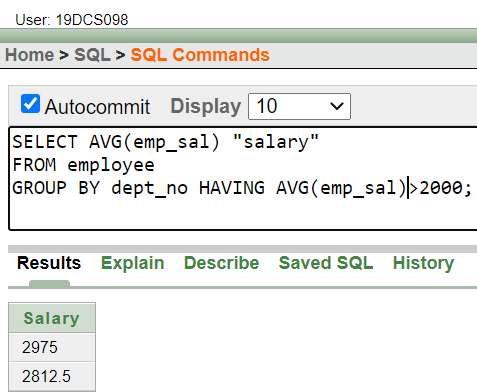 User: 19DCS098
Home > SQL > SQL Commands
Autocommit Display 10
SELECT AVG(emp_sal) "salary"
FROM employee
GROUP BY dept_no HAVING AVG(emp_sal)>2000;
Results Explain Describe Saved SQL History
Salary
2975
2812.5